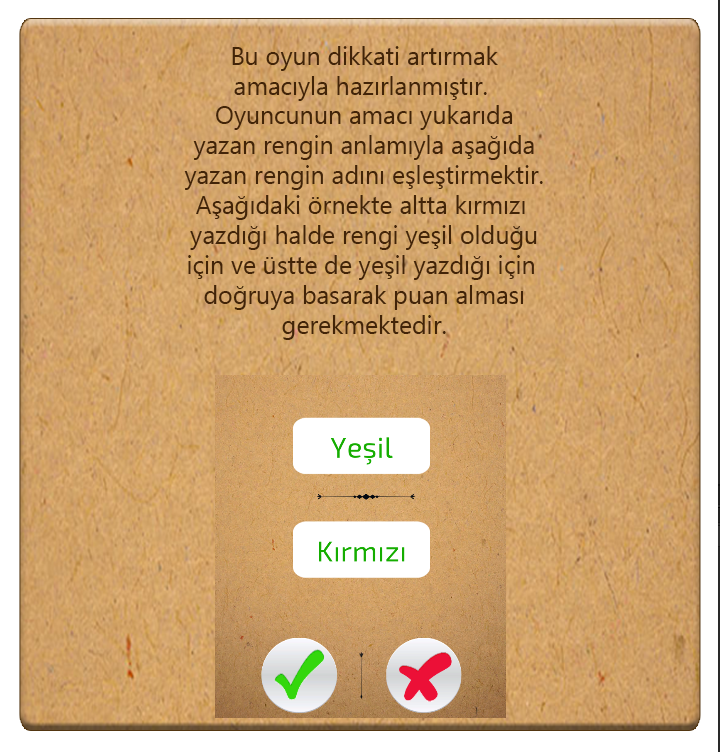 Bu oyun dikkati artırmak
amacıyla hazırlanmıştır.
Oyuncunun amacı yukarıda
yazan rengin anlamıyla aşağıda
yazan rengin adını eşleştirmektir.
Aşağıdaki örnekte altta kırmızı
yazdığı halde rengi yeşil olduğu
için ve üstte de yeşil yazdığı için
doğruya basarak puan alması
gerekmektedir.
Yeşil
Kırmızı